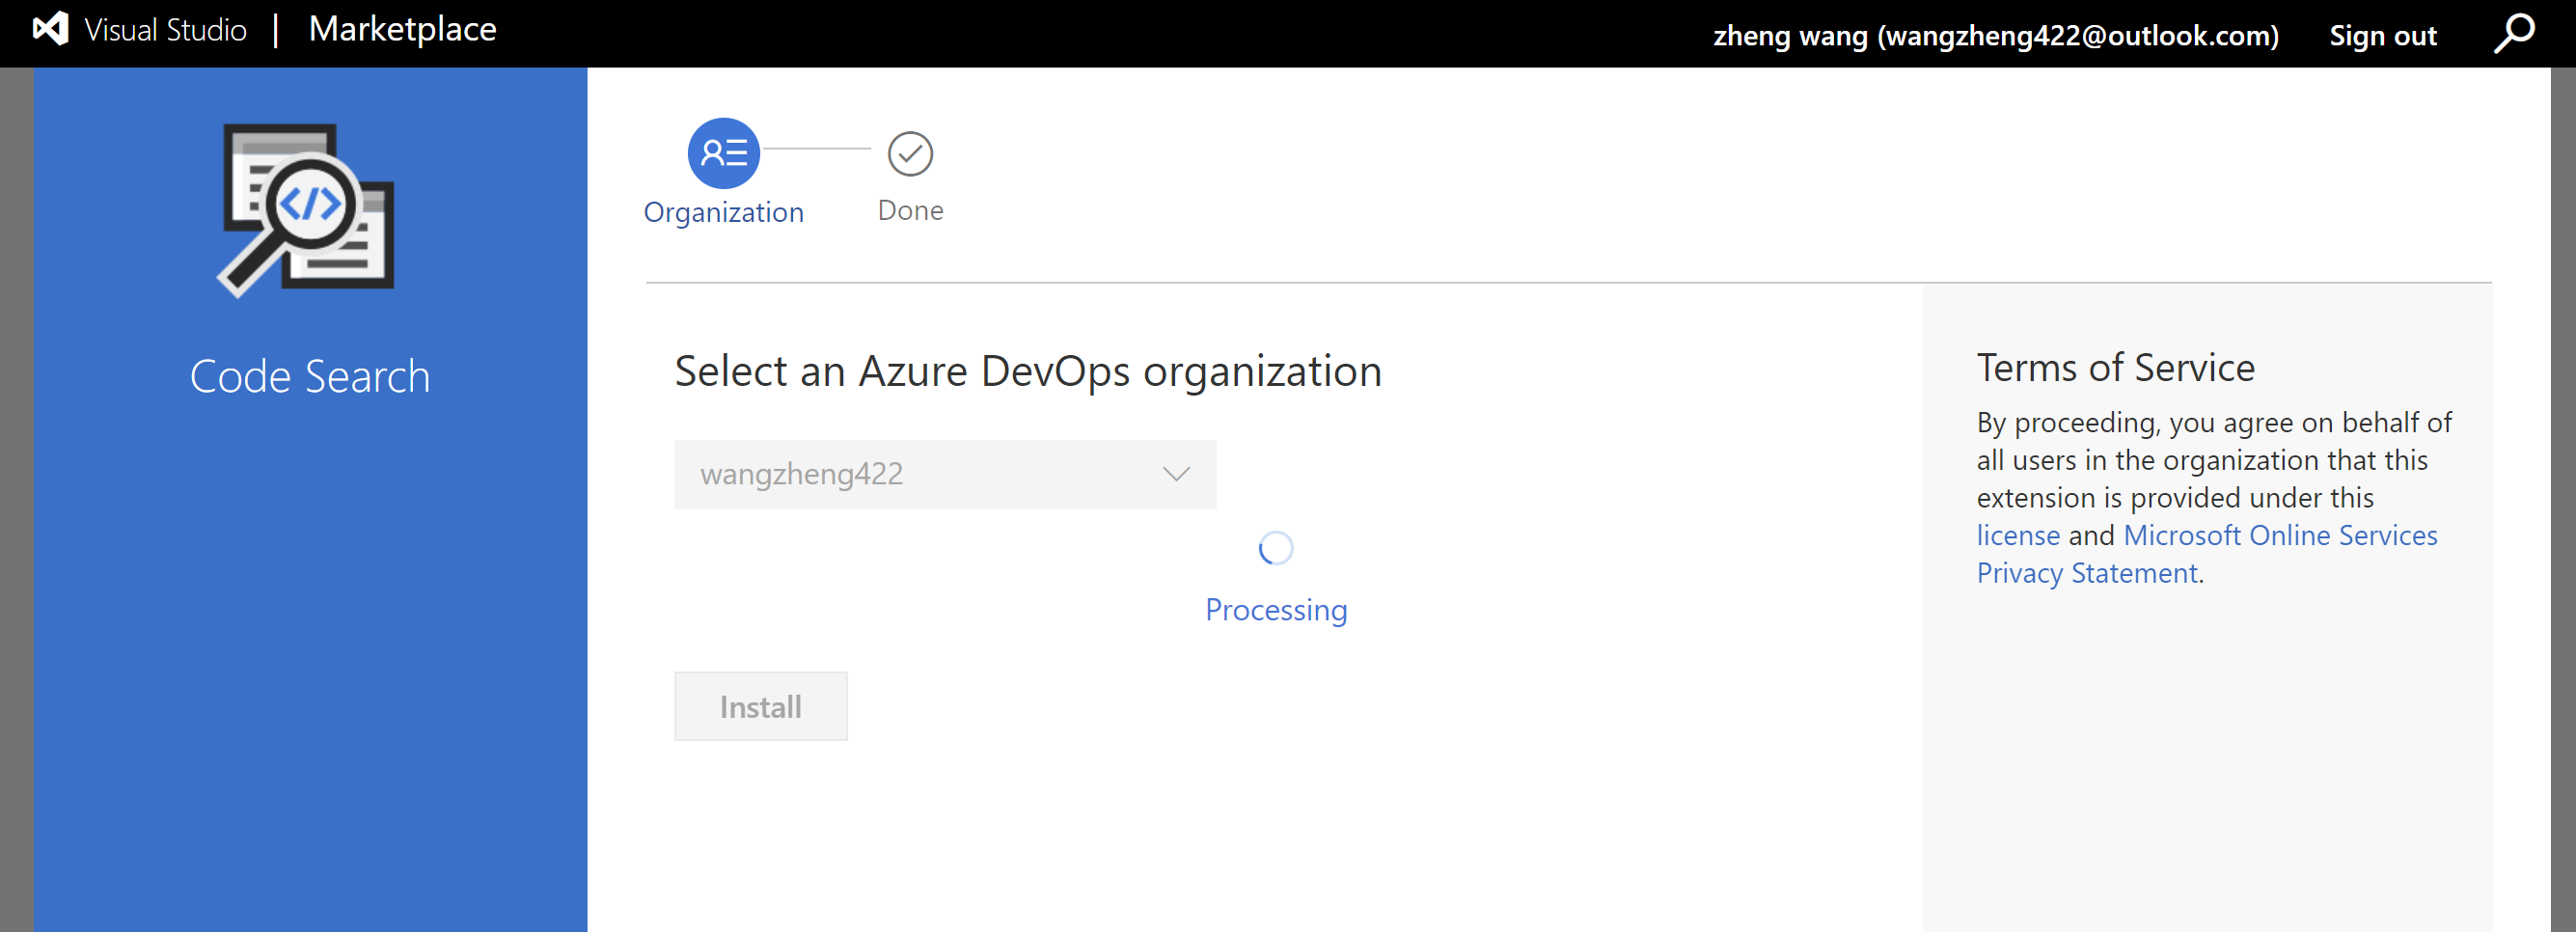 Visual Studio | Marketplace
zheng wang (wangzheng422@outlook.com) Sign out
</>
Code Search
Organization
Done
Select an Azure DevOps organization
wangzheng422
Processing
Install
Terms of Service
By proceeding, you agree on behalf of
all users in the organization that this
extension is provided under this
license and Microsoft Online Services
Privacy Statement.